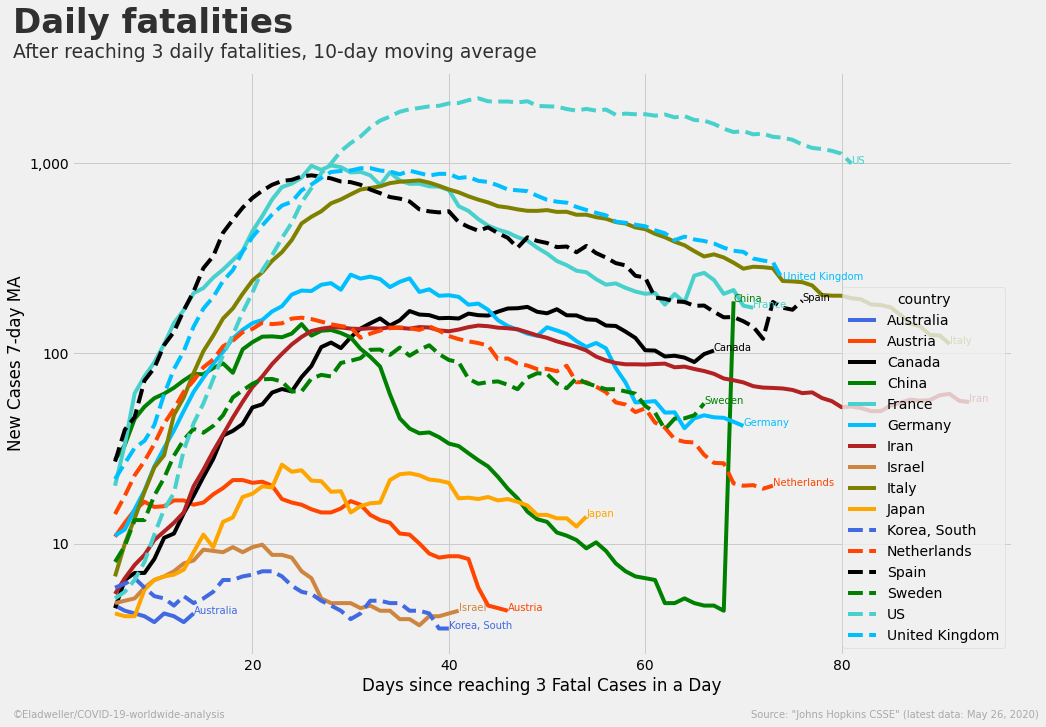 Daily fatalities
After reaching 3 daily fatalities, 10-day moving average
New Cases 7-day MA
1,000
100
10
US
United Kingdom
China
France
Spain
Italy
Canada
Iran
Sweden
Germany
Netherlands
Japan
Australia
Israel
Austria
Korea, South
country
Australia
Austria
Canada
China
France
Germany
Iran
Israel
Italy
Japan
Korea, South
Netherlands
Spain
Sweden
US
United Kingdom
20
40
60
80
Days since reaching 3 Fatal Cases in a Day
©Eladweller/COVID-19-worldwide-analysis
Source: "Johns Hopkins CSSE" (latest data: May 26, 2020)